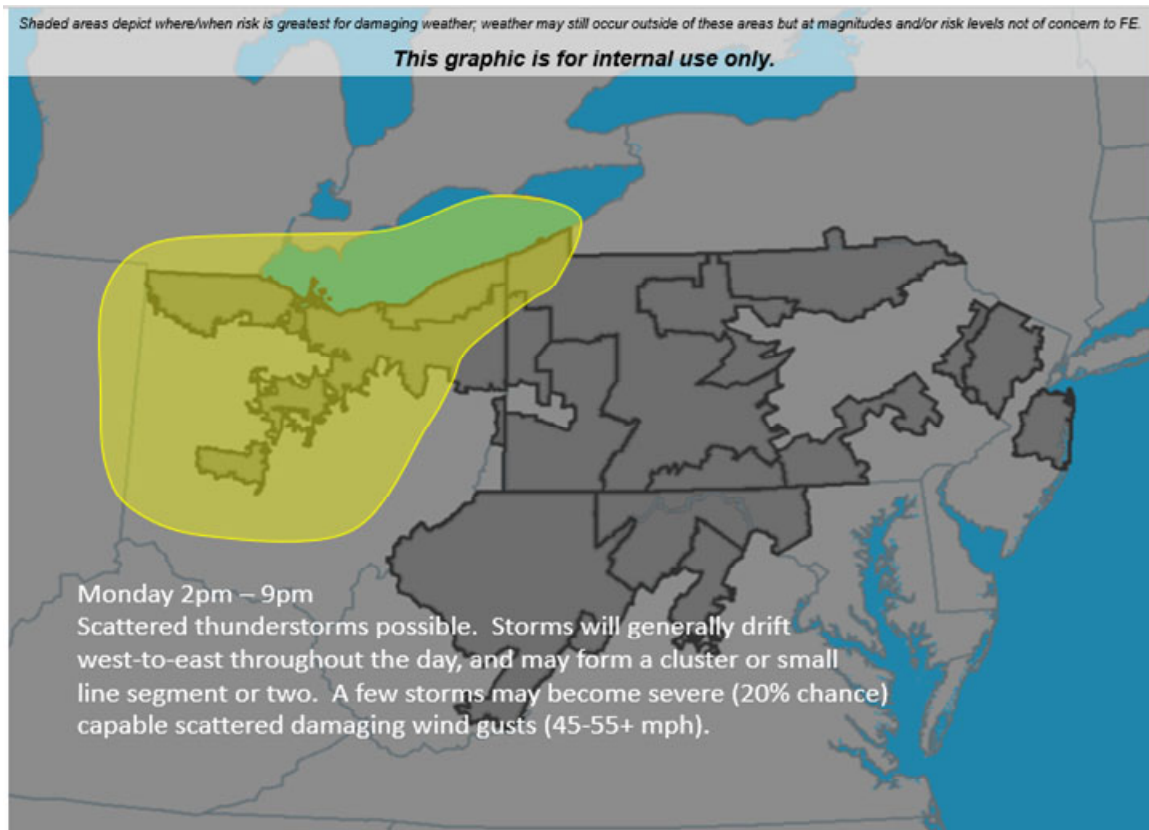 Shaded areas depict where/when risk is greatest for damaging weather; weather may still occur outside of these areas but at magnitudes and/or risk levels not of concern to FE.
This graphic is for internal use only.
Monday 2pm – 9pm
Scattered thunderstorms possible.  Storms will generally drift
west-to-east throughout the day, and may form a cluster or small
line segment or two.  A few storms may become severe (20% chance)
capable scattered damaging wind gusts (45-55+ mph).